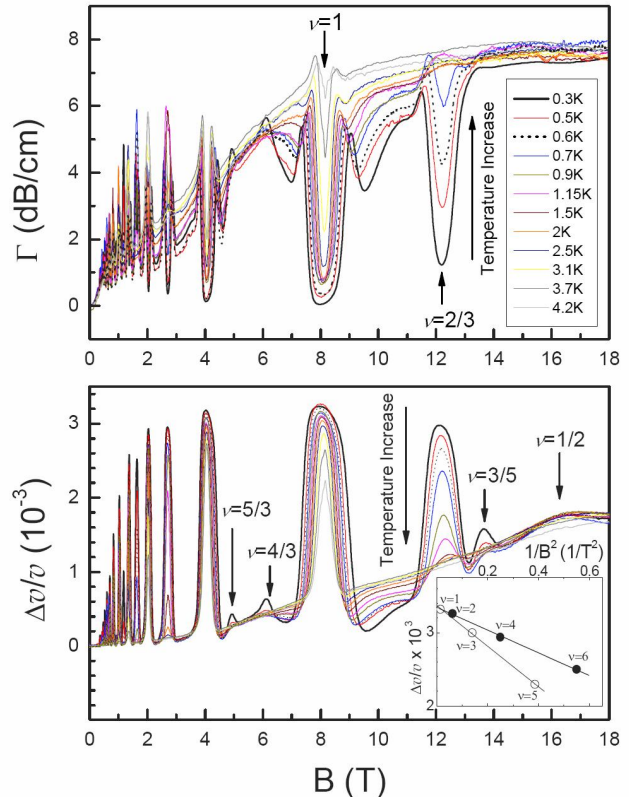 ν=1
8
6
4
2
0
Γ (dB/cm)
Temperature Increase
0.3K
0.5K
0.6K
0.7K
0.9K
1.15K
1.5K
2K
2.5K
3.1K
3.7K
4.2K
ν=2/3
0 2 4 6 8 10 12 14 16 18
3
2
1
0
Δv/v (10⁻³)
Temperature Increase
ν=1/2
ν=3/5
ν=5/3
ν=4/3
1/B² (1/T²)
0.2 0.4 0.6
ν=1
ν=2
ν=4
ν=3
ν=6
ν=5
3
2
Δv/v x 10³
0 2 4 6 8 10 12 14 16 18
B (T)